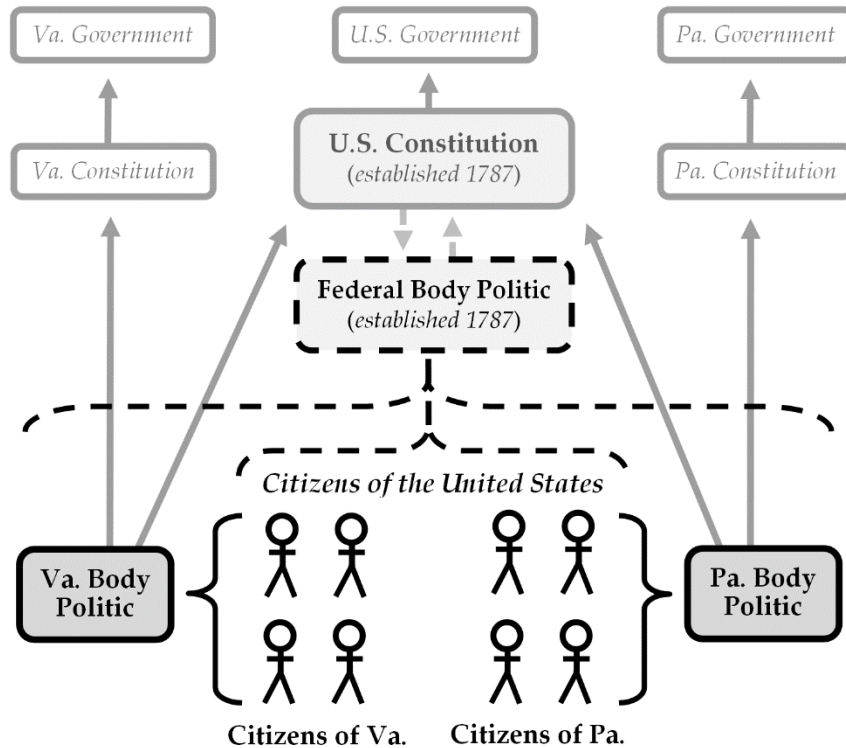 Va. Government
U.S. Government
Pa. Government
U.S. Constitution
(established 1787)
Va. Constitution
Pa. Constitution
Federal Body Politic
(established 1787)
Citizens of the United States
Va. Body
Politic
Pa. Body
Politic
Citizens of Va.
Citizens of Pa.